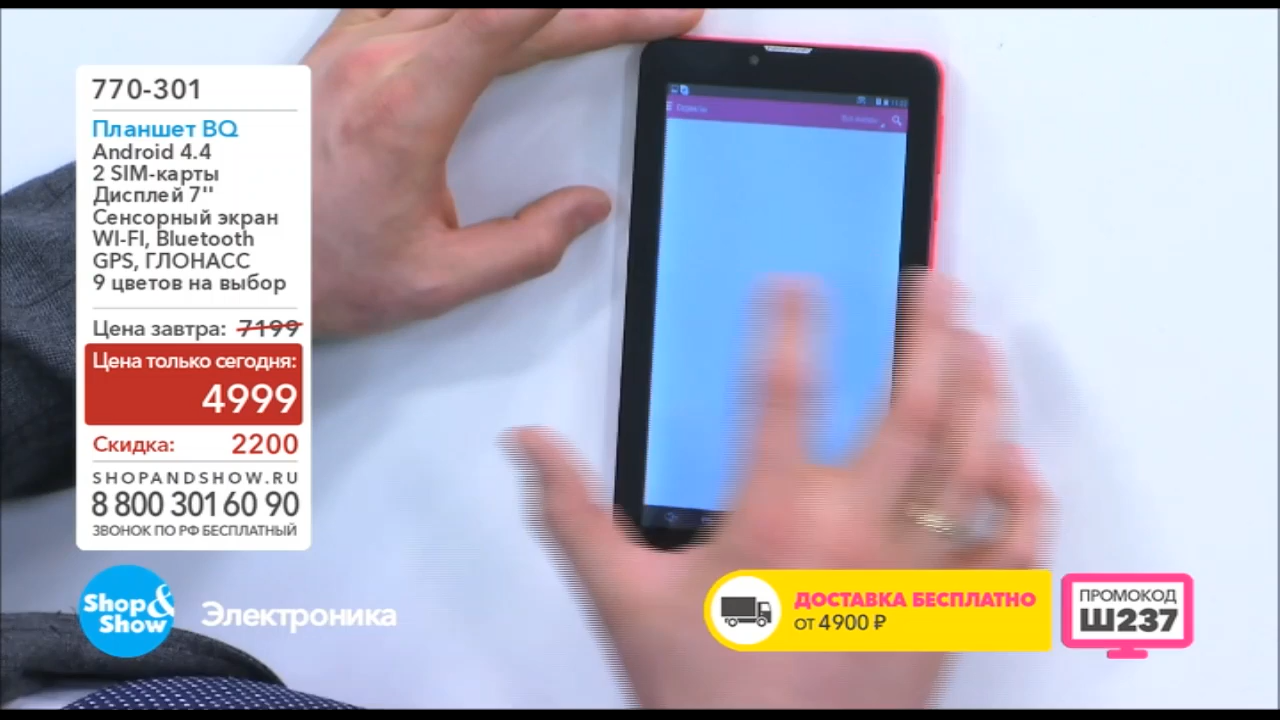 770-301
Планшет BQ
Android 4.4
2 SIM-карты
Дисплей 7''
Сенсорный экран
WI-FI, Bluetooth
GPS, ГЛОНАСС
9 цветов на выбор
Цена завтра: 7199
Цена только сегодня:
4999
Скидка: 2200
SHOPANDSHOW.RU
8 800 301 60 90
ЗВОНОК ПО РФ БЕСПЛАТНЫЙ
Shop&
Show
Электроника
ДОСТАВКА БЕСПЛАТНО
ОТ 4900 ₽
ПРОМОКОД
Ш237